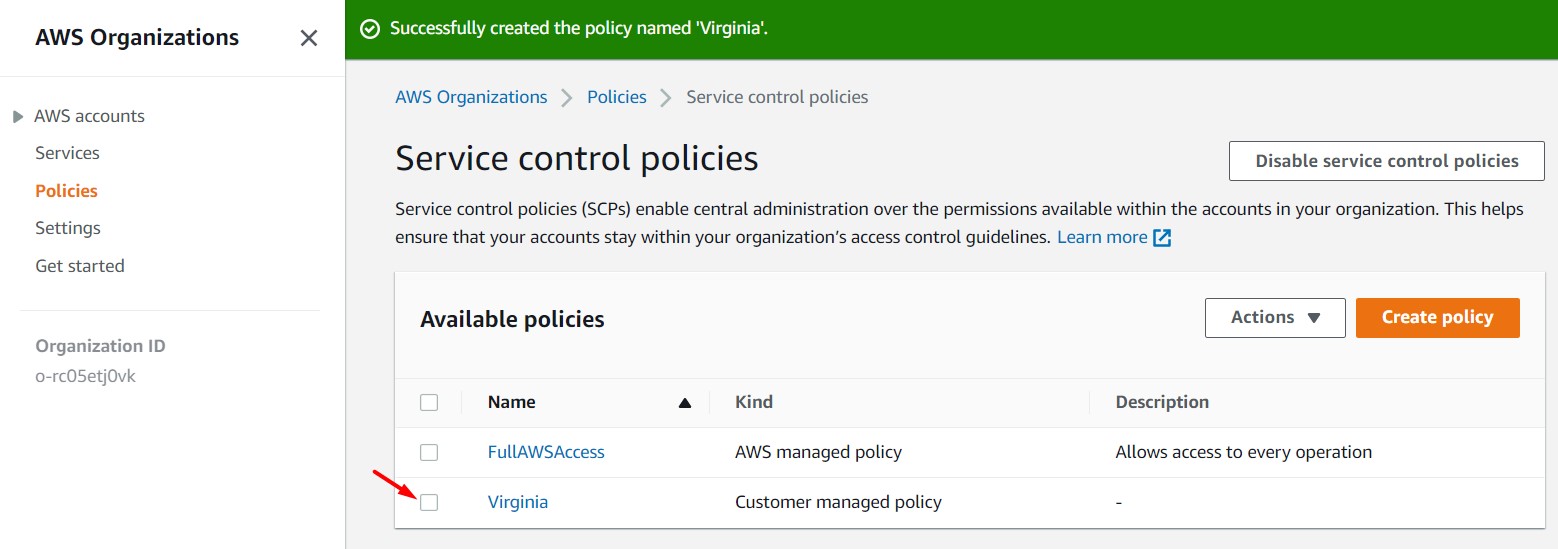 AWS Organizations
AWS accounts
Services
Policies
Settings
Get started
Organization ID
o-rc05etj0vk
Successfully created the policy named 'Virginia'.
AWS Organizations > Policies > Service control policies
Service control policies
Disable service control policies
Service control policies (SCPs) enable central administration over the permissions available within the accounts in your organization. This helps
ensure that your accounts stay within your organization's access control guidelines. Learn more
Available policies
Actions
Create policy
Name Kind Description
FullAWSAccess AWS managed policy Allows access to every operation
Virginia Customer managed policy -